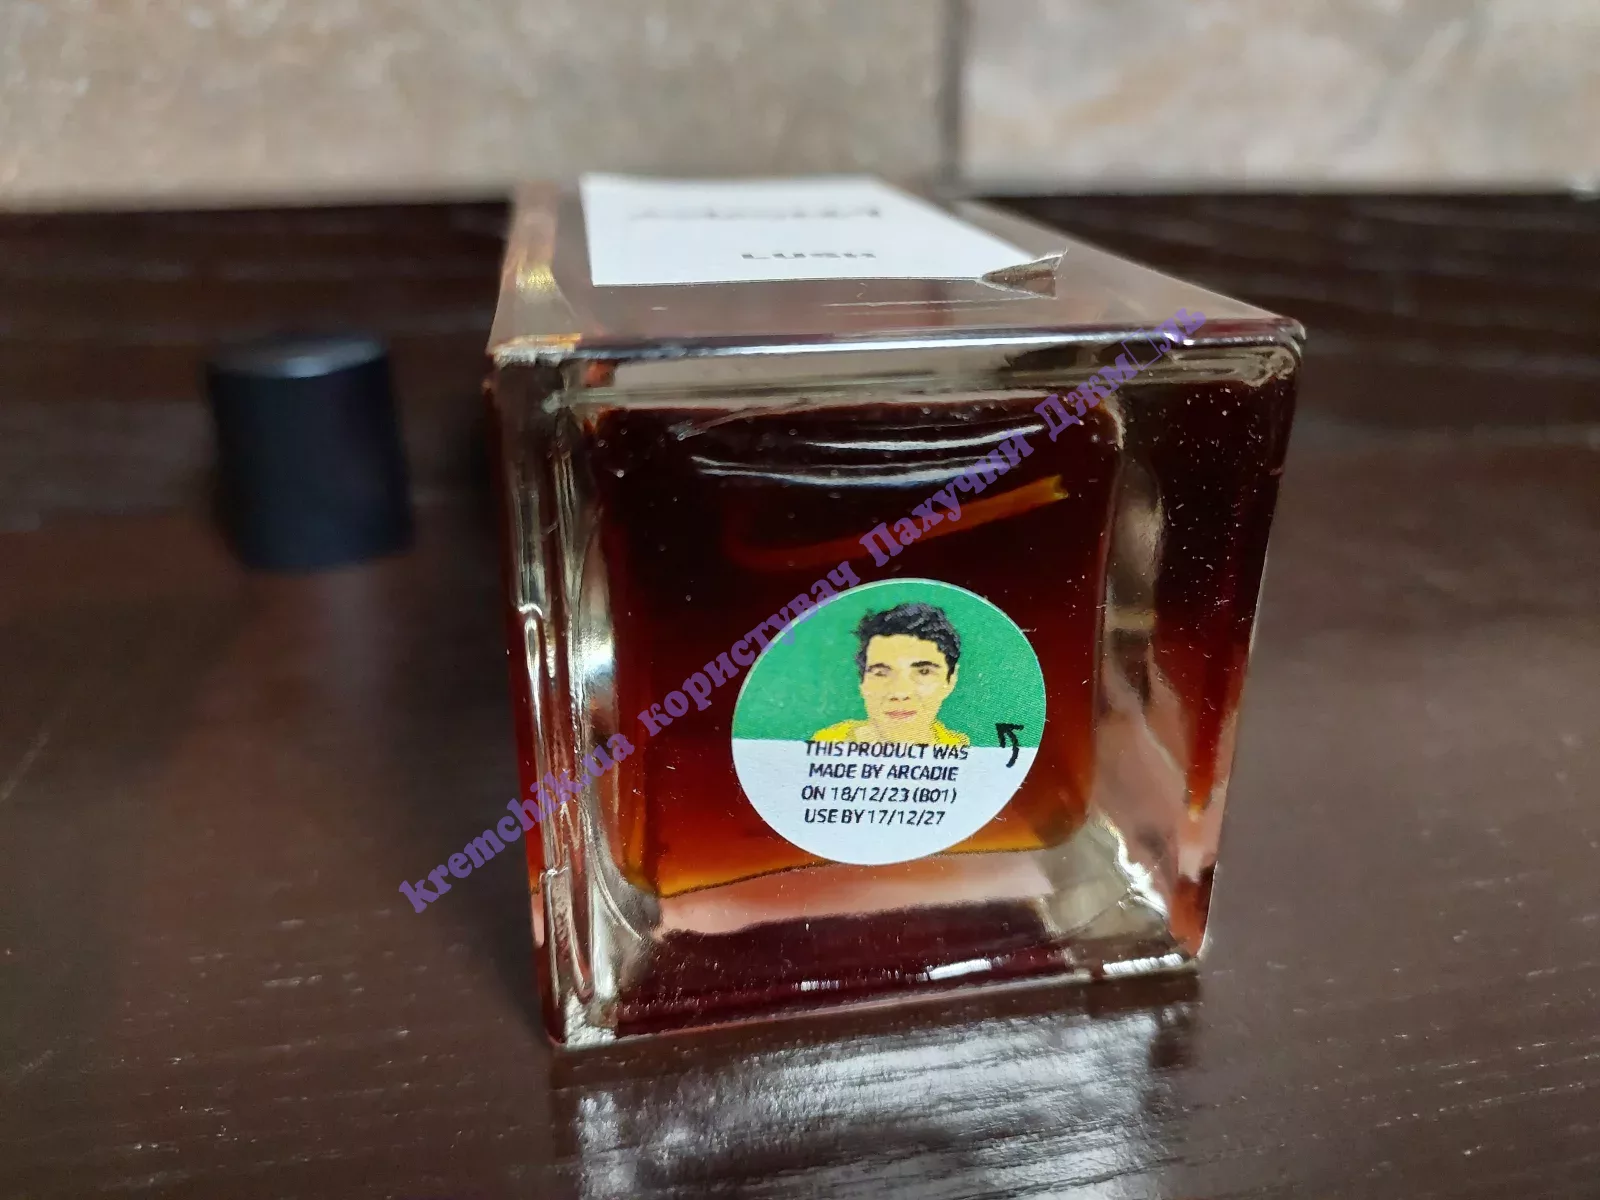 LUSH
THIS PRODUCT WAS
MADE BY ARCADIE
ON 18/12/23 (B01)
USE BY 17/12/27
kremchik.ua користувач Пахучий